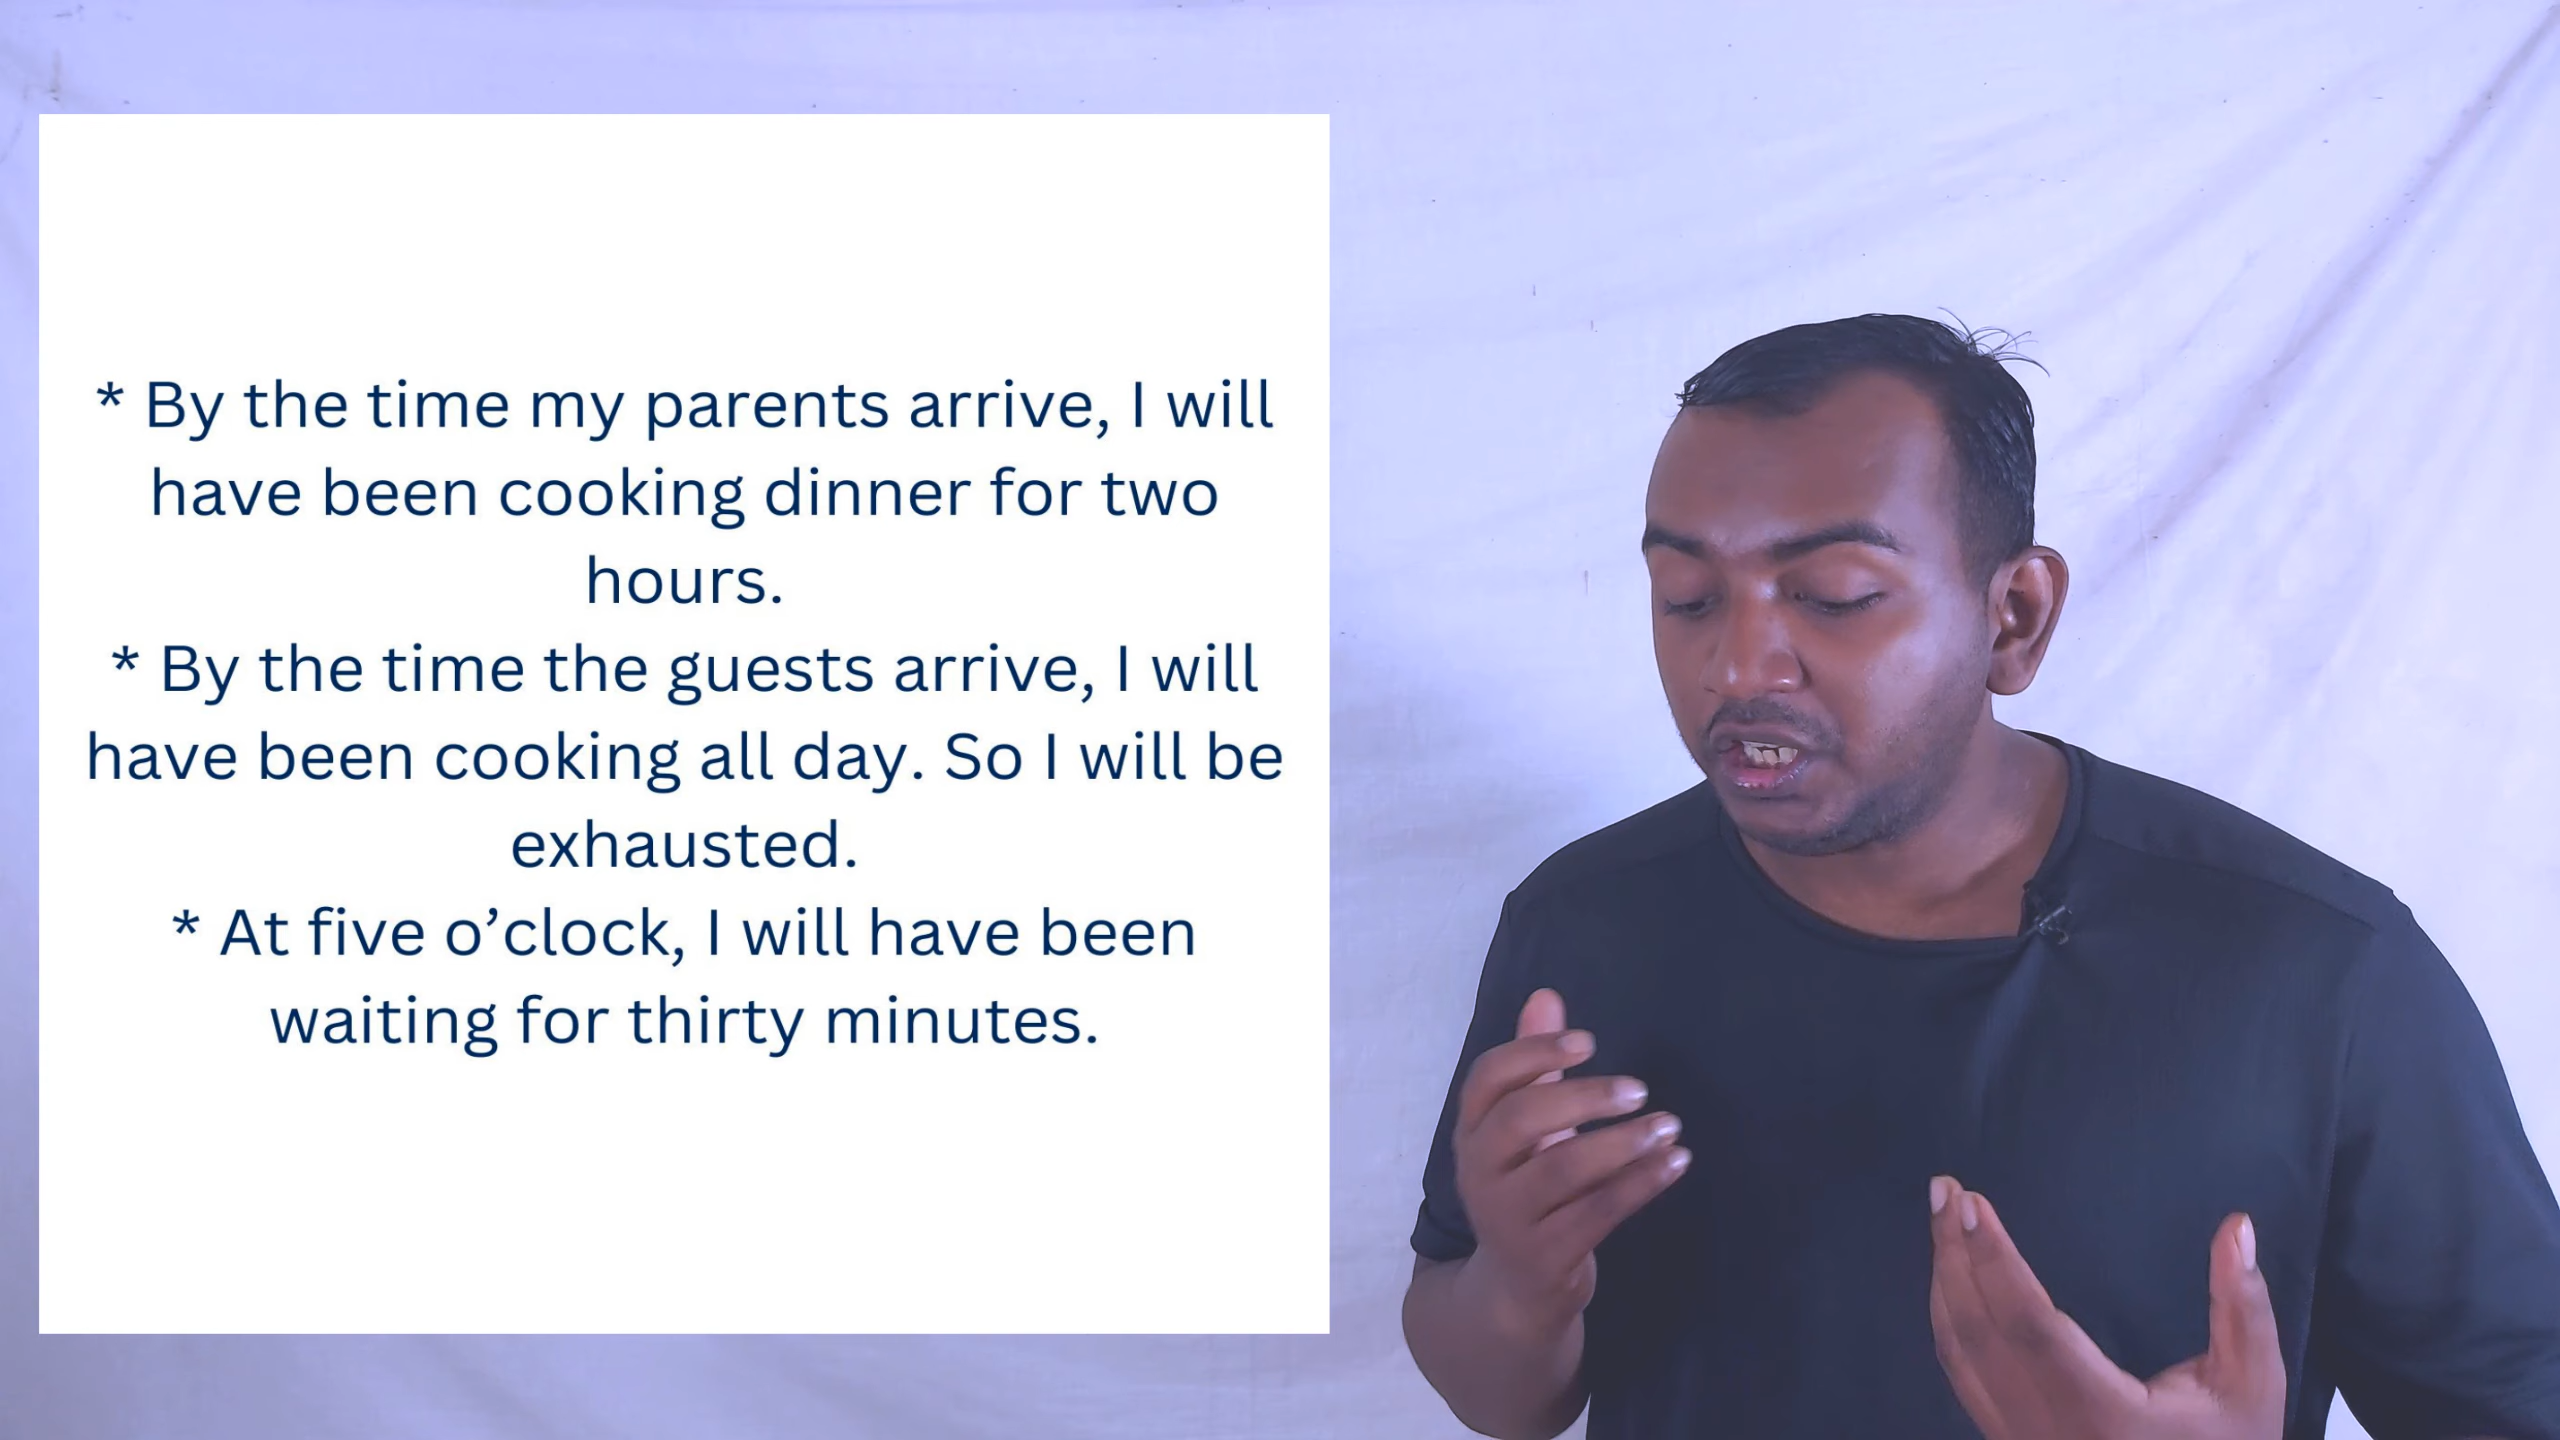 * By the time my parents arrive, I will
have been cooking dinner for two
hours.
* By the time the guests arrive, I will
have been cooking all day. So I will be
exhausted.
* At five o’clock, I will have been
waiting for thirty minutes.